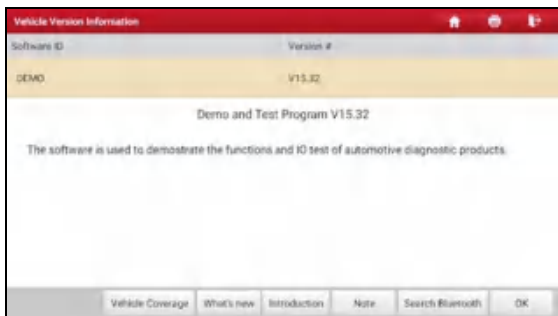 Vehicle Version Information
Software ID Version #
DEMO V15.32
Demo and Test Program V15.32
The software is used to demostrate the functions and IO test of automotive diagnostic products.
Vehicle Coverage What's new Introduction Note Search Bluetooth OK